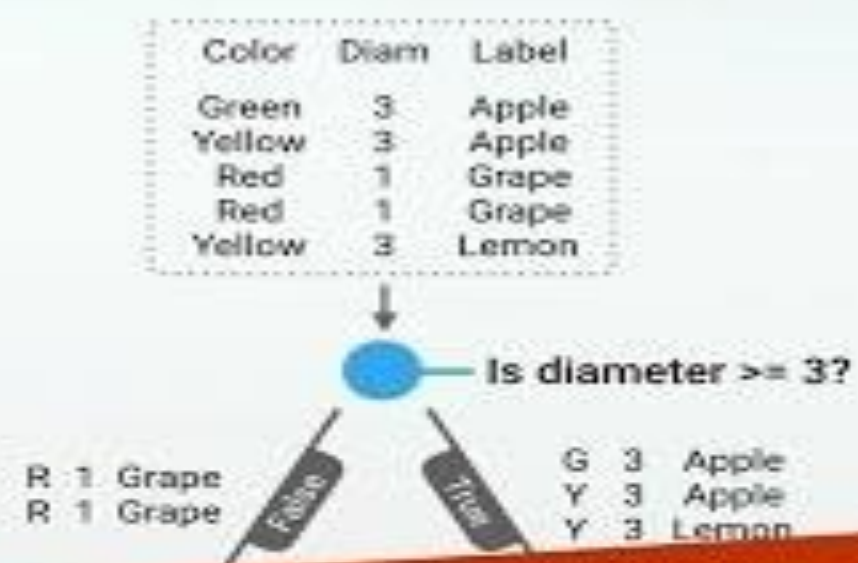 Color Diam Label
Green 3 Apple
Yellow 3 Apple
Red 1 Grape
Red 1 Grape
Yellow 3 Lemon
Is diameter >= 3?
R 1 Grape
R 1 Grape
False
True
G 3 Apple
Y 3 Apple
Y 3 Lemon